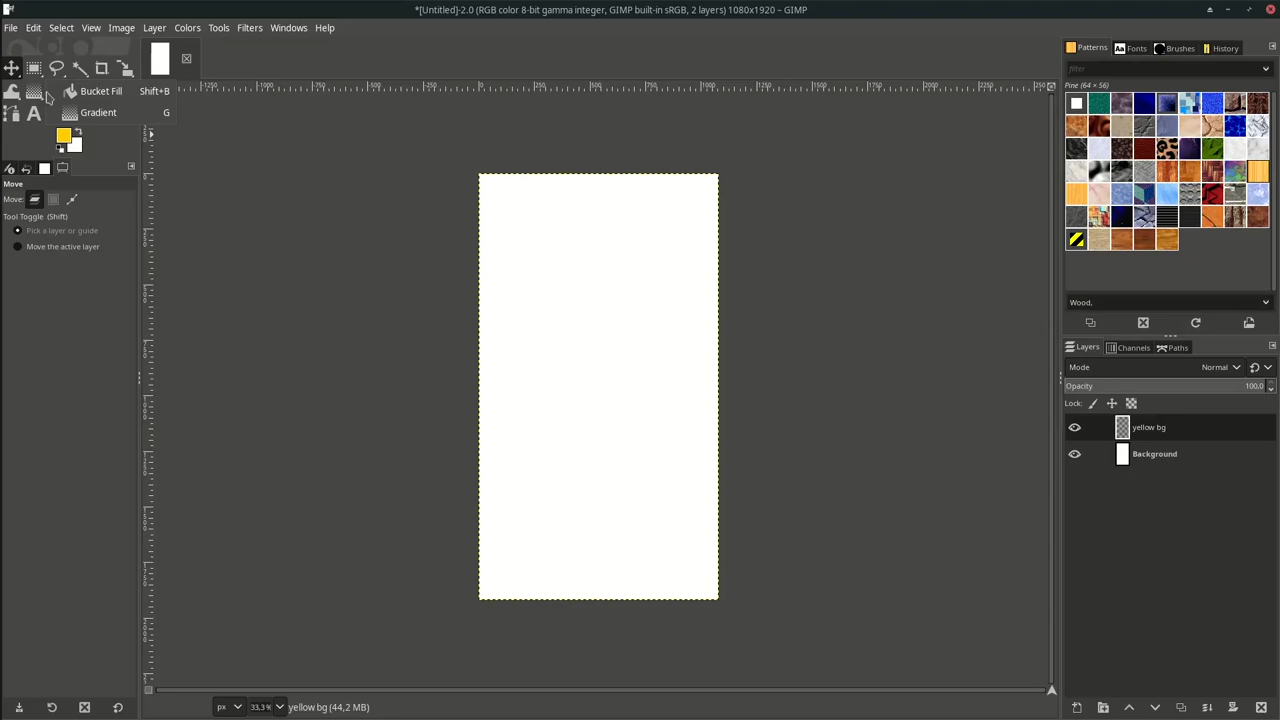 *[Untitled]-2.0 (RGB color 8-bit gamma integer, GIMP built-in sRGB, 2 layers) 1080x1920 – GIMP
File Edit Select View Image Layer Colors Tools Filters Windows Help
Patterns Fonts Brushes History
filter
Pine (64 × 56)
Bucket Fill Shift+B
Gradient G
Move
Move:
Tool Toggle (Shift)
Pick a layer or guide
Move the active layer
Wood,
Layers Channels Paths
Mode Normal
Opacity 100,0
Lock:
yellow bg
Background
px 33,3 % yellow bg (44,2 MB)